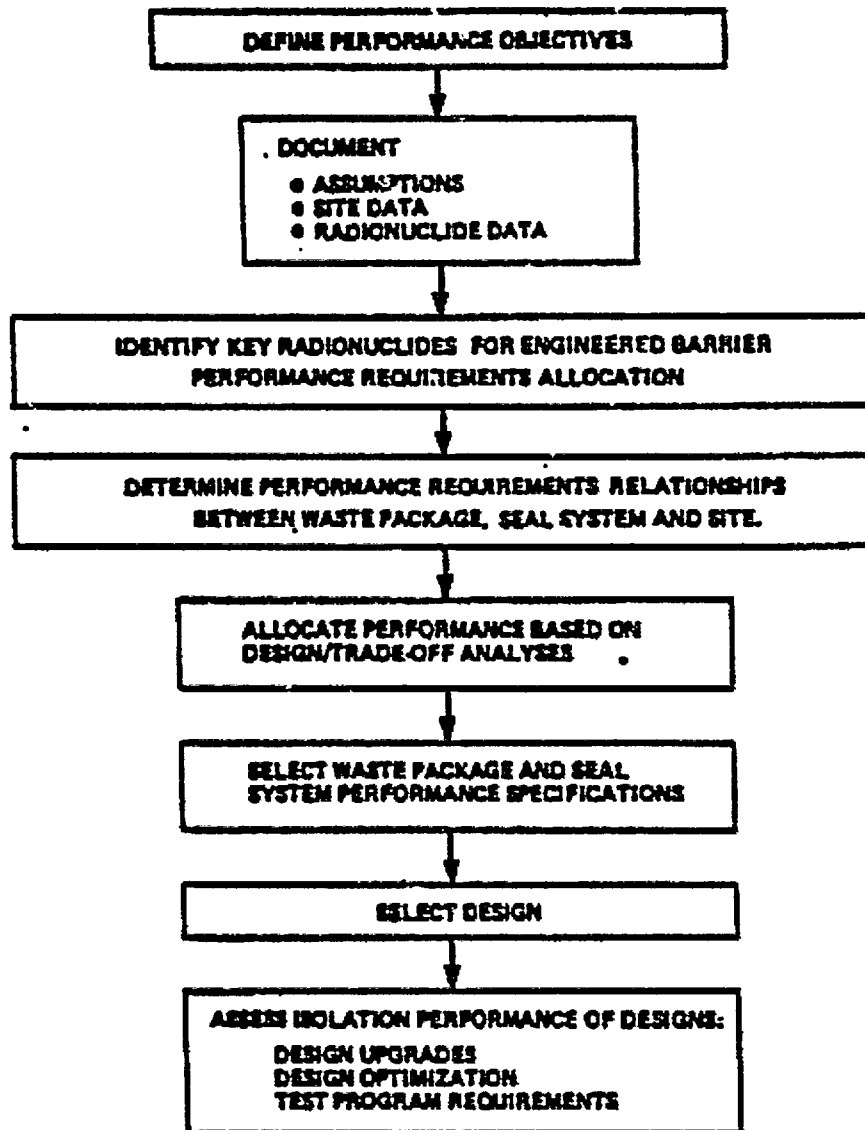 DEFINE PERFORMANCE OBJECTIVES
DOCUMENT
● ASSUMPTIONS
● SITE DATA
● RADIONUCLIDE DATA
IDENTIFY KEY RADIONUCLIDES FOR ENGINEERED BARRIER
PERFORMANCE REQUIREMENTS ALLOCATION
DETERMINE PERFORMANCE REQUIREMENTS RELATIONSHIPS
BETWEEN WASTE PACKAGE, SEAL SYSTEM AND SITE.
ALLOCATE PERFORMANCE BASED ON
DESIGN/TRADE-OFF ANALYSES
SELECT WASTE PACKAGE AND SEAL
SYSTEM PERFORMANCE SPECIFICATIONS
SELECT DESIGN
ASSESS ISOLATION PERFORMANCE OF DESIGNS:
DESIGN UPGRADES
DESIGN OPTIMIZATION
TEST PROGRAM REQUIREMENTS